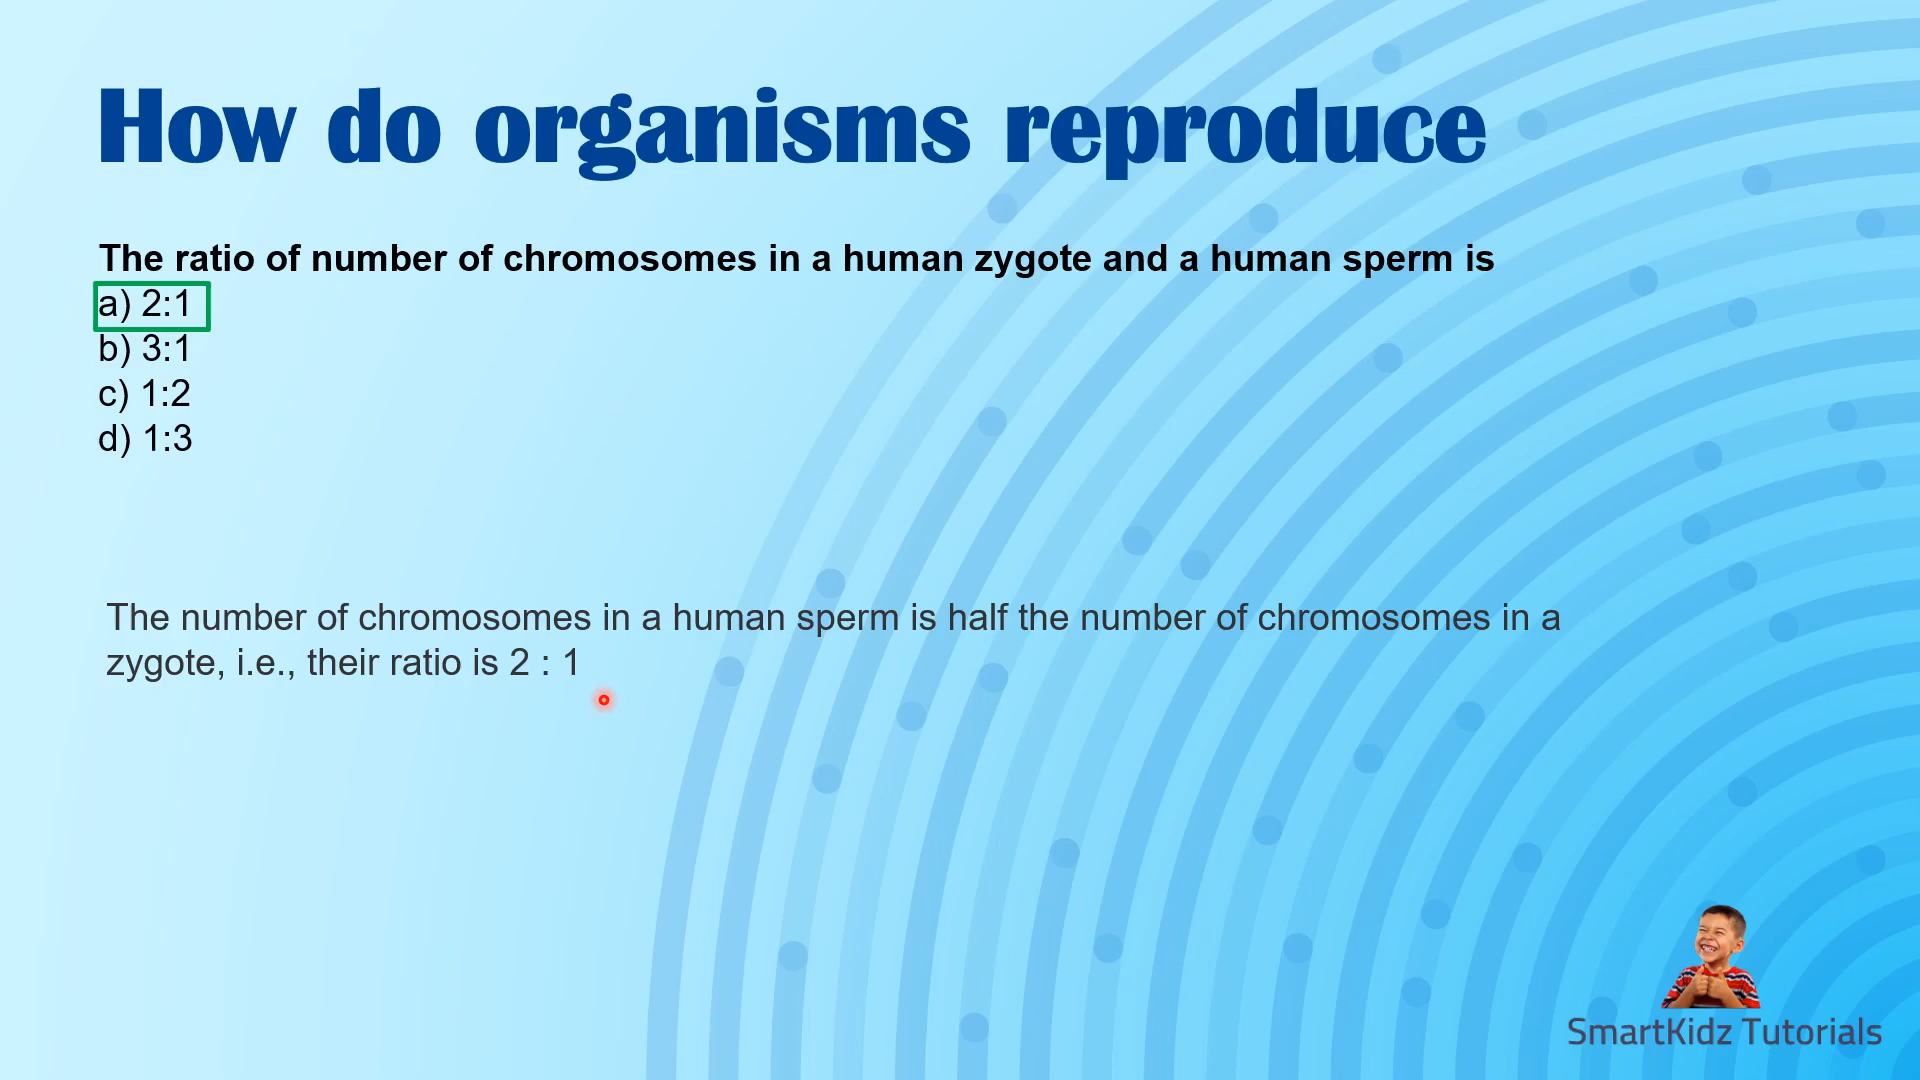 How do organisms reproduce
The ratio of number of chromosomes in a human zygote and a human sperm is
a) 2:1
b) 3:1
c) 1:2
d) 1:3
The number of chromosomes in a human sperm is half the number of chromosomes in a
zygote, i.e., their ratio is 2 : 1
SmartKidz Tutorials